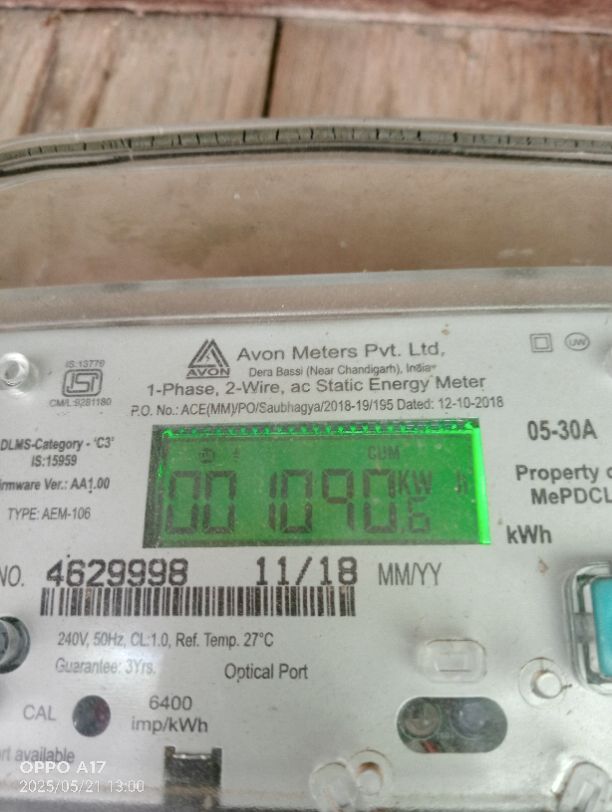 IS:13779
CM/L:9281180
AVON
Avon Meters Pvt. Ltd,
Dera Bassi (Near Chandigarh), India
UW
1-Phase, 2-Wire, ac Static Energy Meter
P.O. No.: ACE(MM)/PO/Saubhagya/2018-19/195 Dated: 12-10-2018
DLMS-Category - 'C3'
IS:15959
irmware Ver.: AA1.00
TYPE: AEM-106
CUM
001090.6 KW h
05-30A
Property o
MePDCL
kWh
NO. 4629998 11/18 MM/YY
240V, 50Hz, CL:1.0, Ref. Temp. 27°C
Guarantee: 3Yrs.
Optical Port
CAL
6400
imp/kWh
rt available
OPPO A17
2025/05/21 13:00